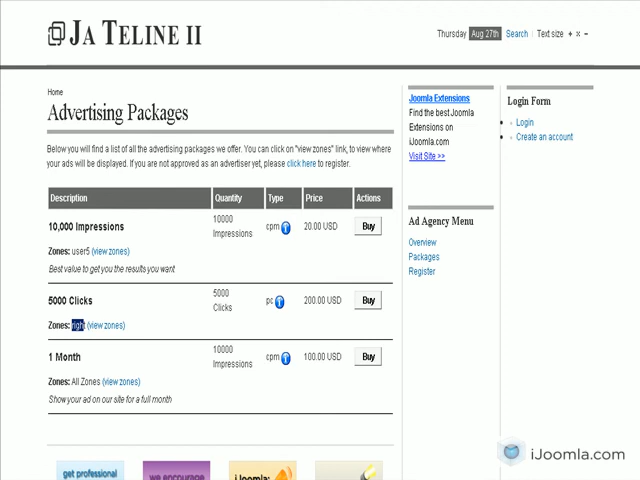 JA TELINE II
Thursday Aug 27th Search Text size + × -
Home
Advertising Packages
Below you will find a list of all the advertising packages we offer. You can click on "view zones" link, to view where
your ads will be displayed. If you are not approved as an advertiser yet, please click here to register.
Description Quantity Type Price Actions
10,000 Impressions 10000 Impressions cpm 20.00 USD Buy
Zones: user5 (view zones)
Best value to get you the results you want
5000 Clicks 5000 Clicks pc 200.00 USD Buy
Zones: right (view zones)
1 Month 10000 Impressions cpm 100.00 USD Buy
Zones: All Zones (view zones)
Show your ad on our site for a full month
get professional
we encourage
iJoomla:
Joomla Extensions
Find the best Joomla
Extensions on
iJoomla.com
Visit Site >>
Ad Agency Menu
Overview
Packages
Register
Login Form
Login
Create an account
iJoomla.com